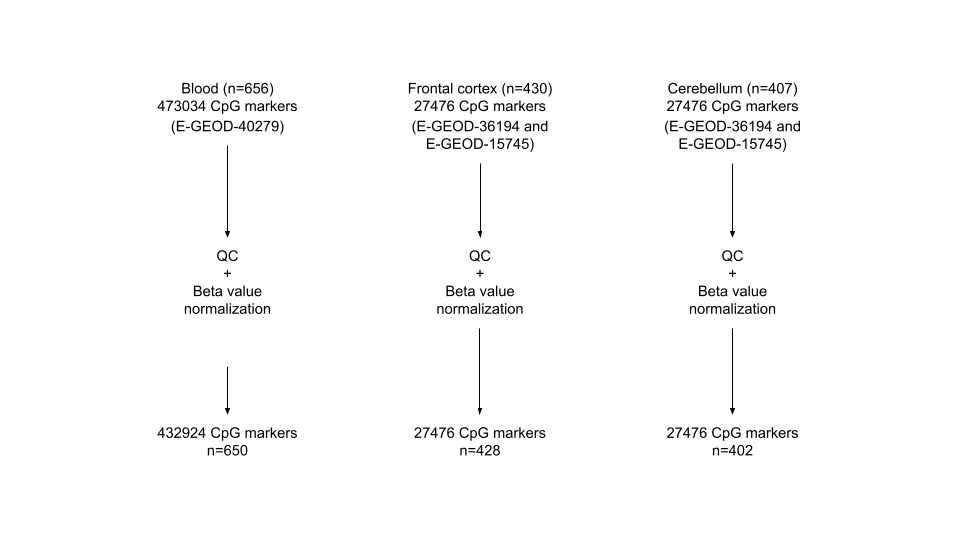 Blood (n=656)
473034 CpG markers
(E-GEOD-40279)
QC
+
Beta value
normalization
432924 CpG markers
n=650
Frontal cortex (n=430)
27476 CpG markers
(E-GEOD-36194 and
E-GEOD-15745)
QC
+
Beta value
normalization
27476 CpG markers
n=428
Cerebellum (n=407)
27476 CpG markers
(E-GEOD-36194 and
E-GEOD-15745)
QC
+
Beta value
normalization
27476 CpG markers
n=402